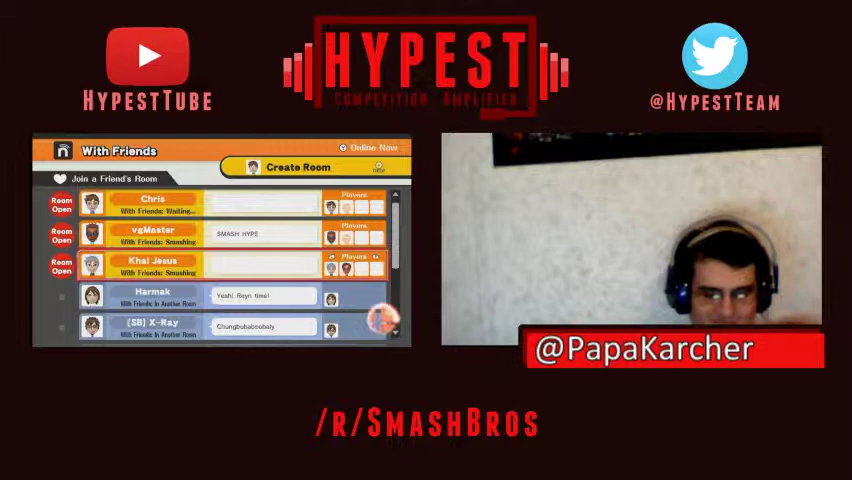 HYPEST
COMPETITION AMPLIFIER
HYPESTTUBE
@HYPESTTEAM
With Friends
Online Now
Create Room
Join a Friend's Room
Room Open
Chris
With Friends: Waiting...
Players
Room Open
vgMaster
With Friends: Smashing
SMASH HYPE
Players
Room Open
Khal Jesus
With Friends: Smashing
Players
Harmak
With Friends: In Another Room
Yeah! Reyn time!
[SB] X-Ray
With Friends: In Another Room
Chungbubaboobaly
@PapaKarcher
/r/SMASHBROS